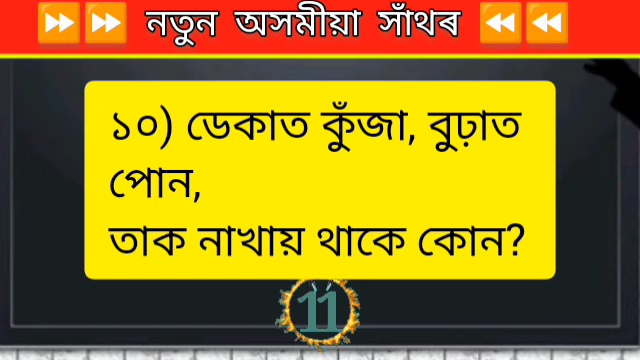 নতুন অসমীয়া সাঁথৰ
১০) ডেকাত কুঁজা, বুঢ়াত
পোন,
তাক নাখায় থাকে কোন?
11